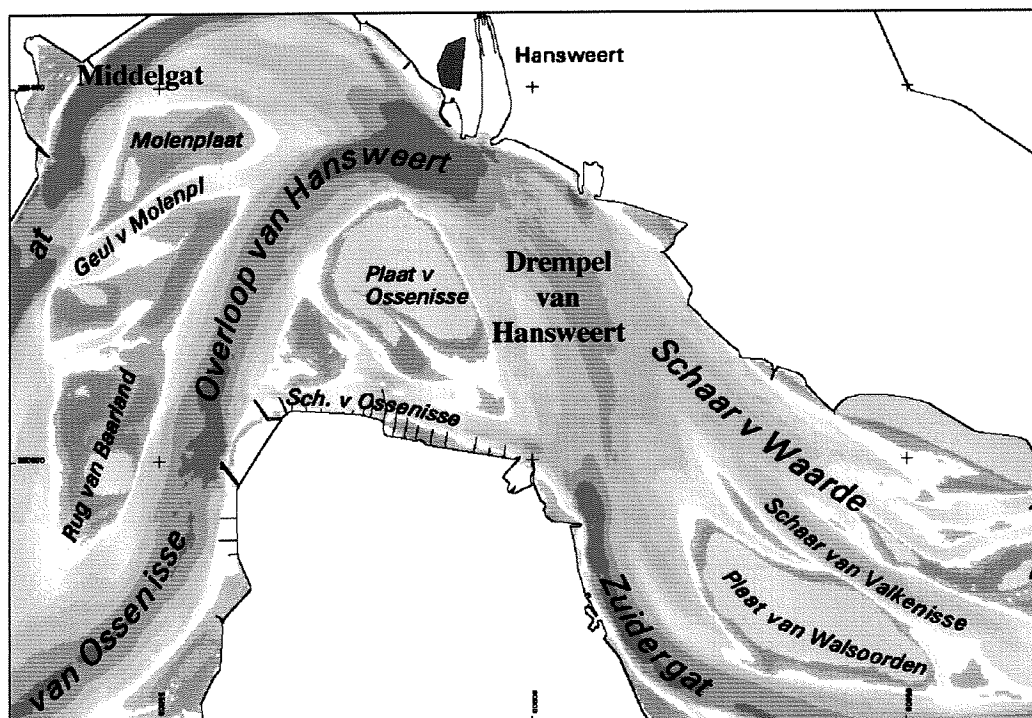 Hansweert
Middelgat
Molenplaat
Overloop van Hansweert
Geul v Molenpl
at
Plaat v
Ossenisse
Drempel
van
Hansweert
Schaar v Waarde
Sch. v Ossenisse
Rug van Baarland
Schaar van Valkenisse
Plaat van Walsoorden
Zuidergat
van Ossenisse